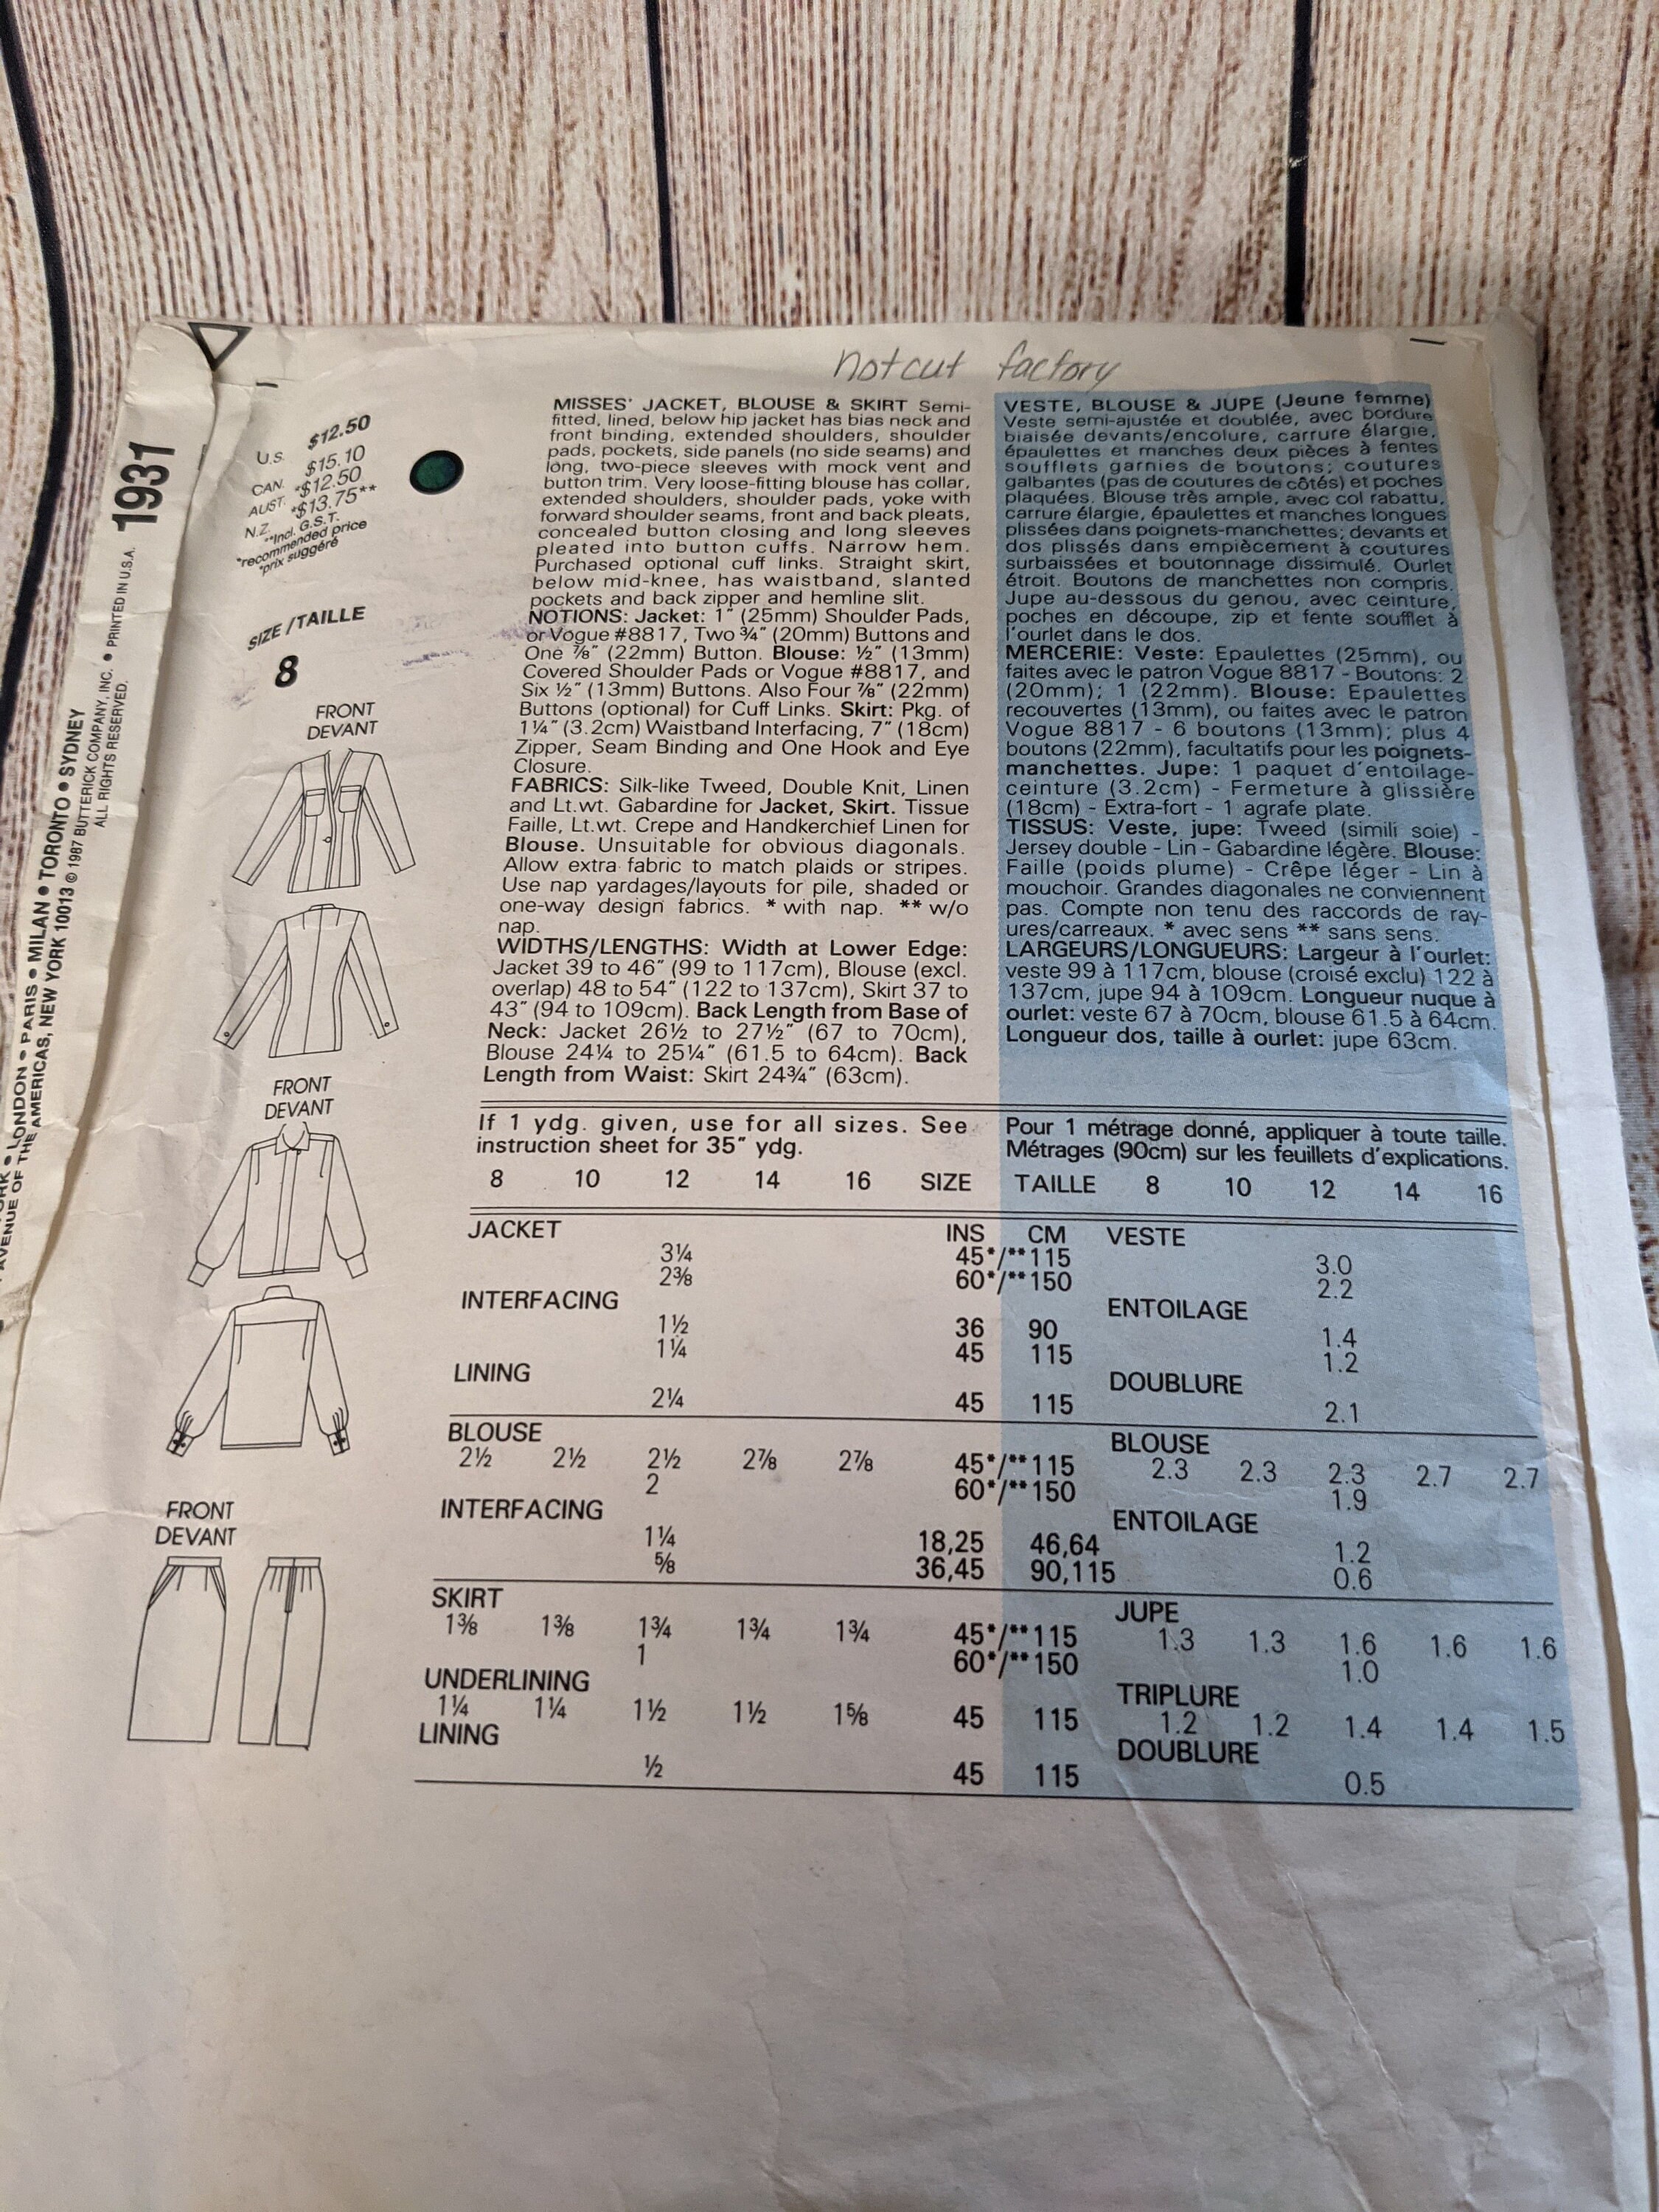 notcut factory
1931
PRINTED IN U.S.A.
LONDON • PARIS • MILAN • TORONTO • SYDNEY
AVENUE OF THE AMERICAS, NEW YORK 10013 © 1987 BUTTERICK COMPANY, INC. •
ALL RIGHTS RESERVED.
U.S. $12.50
CAN. $15.10
AUST. *$12.50
N.Z. *$13.75**
**Incl. G.S.T.
*recommended price
*prix suggéré
SIZE/TAILLE
8
FRONT
DEVANT
FRONT
DEVANT
FRONT
DEVANT
MISSES' JACKET, BLOUSE & SKIRT Semi-
fitted, lined, below hip jacket has bias neck and
front binding, extended shoulders, shoulder
pads, pockets, side panels (no side seams) and
long, two-piece sleeves with mock vent and
button trim. Very loose-fitting blouse has collar,
extended shoulders, shoulder pads, yoke with
forward shoulder seams, front and back pleats,
concealed button closing and long sleeves
pleated into button cuffs. Narrow hem.
Purchased optional cuff links. Straight skirt,
below mid-knee, has waistband, slanted
pockets and back zipper and hemline slit.
NOTIONS: Jacket: 1" (25mm) Shoulder Pads,
or Vogue #8817, Two ¾" (20mm) Buttons and
One ⅞" (22mm) Button. Blouse: ½" (13mm)
Covered Shoulder Pads or Vogue #8817, and
Six ½" (13mm) Buttons. Also Four ⅞" (22mm)
Buttons (optional) for Cuff Links. Skirt: Pkg. of
1¼" (3.2cm) Waistband Interfacing, 7" (18cm)
Zipper, Seam Binding and One Hook and Eye
Closure.
FABRICS: Silk-like Tweed, Double Knit, Linen
and Lt.wt. Gabardine for Jacket, Skirt. Tissue
Faille, Lt.wt. Crepe and Handkerchief Linen for
Blouse. Unsuitable for obvious diagonals.
Allow extra fabric to match plaids or stripes.
Use nap yardages/layouts for pile, shaded or
one-way design fabrics. * with nap. ** w/o
nap.
WIDTHS/LENGTHS: Width at Lower Edge:
Jacket 39 to 46" (99 to 117cm), Blouse (excl.
overlap) 48 to 54" (122 to 137cm), Skirt 37 to
43" (94 to 109cm). Back Length from Base of
Neck: Jacket 26½ to 27½" (67 to 70cm),
Blouse 24¼ to 25¼" (61.5 to 64cm). Back
Length from Waist: Skirt 24¾" (63cm).
VESTE, BLOUSE & JUPE (Jeune femme)
Veste semi-ajustée et doublée, avec bordure
biaisée devants/encolure, carrure élargie,
épaulettes et manches deux pièces à fentes
soufflets garnies de boutons; coutures
galbantes (pas de coutures de côtés) et poches
plaquées. Blouse très ample, avec col rabattu,
carrure élargie, épaulettes et manches longues
plissées dans poignets-manchettes; devants et
dos plissés dans empiècement à coutures
surbaissées et boutonnage dissimulé. Ourlet
étroit. Boutons de manchettes non compris.
Jupe au-dessous du genou, avec ceinture,
poches en découpe, zip et fente soufflet à
l'ourlet dans le dos.
MERCERIE: Veste: Epaulettes (25mm), ou
faites avec le patron Vogue 8817 - Boutons: 2
(20mm); 1 (22mm). Blouse: Epaulettes
recouvertes (13mm), ou faites avec le patron
Vogue 8817 - 6 boutons (13mm); plus 4
boutons (22mm), facultatifs pour les poignets-
manchettes. Jupe: 1 paquet d'entoilage-
ceinture (3.2cm) - Fermeture à glissière
(18cm) - Extra-fort - 1 agrafe plate.
TISSUS: Veste, jupe: Tweed (simili soie) -
Jersey double - Lin - Gabardine légère. Blouse:
Faille (poids plume) - Crêpe léger - Lin à
mouchoir. Grandes diagonales ne conviennent
pas. Compte non tenu des raccords de ray-
ures/carreaux. * avec sens ** sans sens.
LARGEURS/LONGUEURS: Largeur à l'ourlet:
veste 99 à 117cm, blouse (croisé exclu) 122 à
137cm, jupe 94 à 109cm. Longueur nuque à
ourlet: veste 67 à 70cm, blouse 61.5 à 64cm.
Longueur dos, taille à ourlet: jupe 63cm.
If 1 ydg. given, use for all sizes. See
instruction sheet for 35" ydg.
Pour 1 métrage donné, appliquer à toute taille.
Métrages (90cm) sur les feuillets d'explications.
8 10 12 14 16 SIZE TAILLE 8 10 12 14 16
JACKET INS CM VESTE
3¼ 45*/**115 3.0
2⅜ 60*/**150 2.2
INTERFACING ENTOILAGE
1½ 36 90 1.4
1¼ 45 115 1.2
LINING DOUBLURE
2¼ 45 115 2.1
BLOUSE BLOUSE
2½ 2½ 2½ 2⅞ 2⅞ 45*/**115 2.3 2.3 2.3 2.7 2.7
2 60*/**150 1.9
INTERFACING ENTOILAGE
1¼ 18,25 46,64 1.2
⅝ 36,45 90,115 0.6
SKIRT JUPE
1⅜ 1⅜ 1¾ 1¾ 1¾ 45*/**115 1.3 1.3 1.6 1.6 1.6
1 60*/**150 1.0
UNDERLINING TRIPLURE
1¼ 1¼ 1½ 1½ 1⅝ 45 115 1.2 1.2 1.4 1.4 1.5
LINING DOUBLURE
½ 45 115 0.5